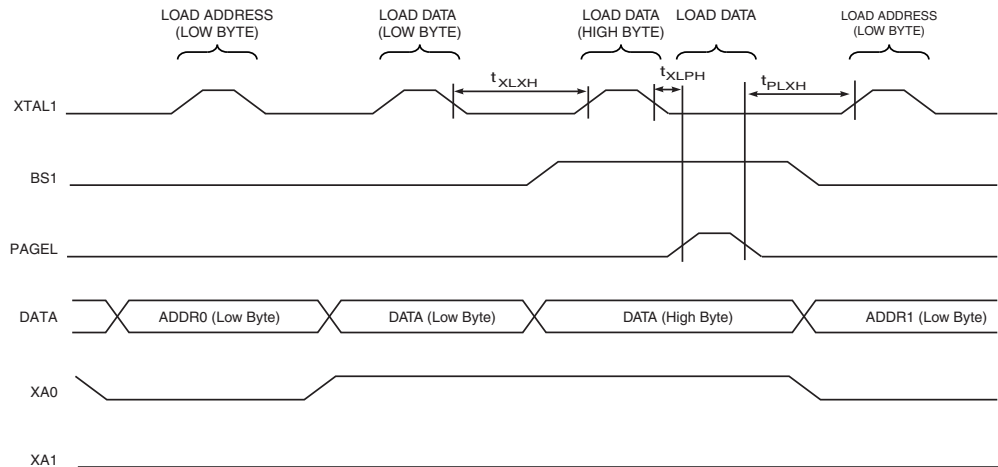 LOAD ADDRESS
(LOW BYTE)
LOAD DATA
(LOW BYTE)
LOAD DATA
(HIGH BYTE)
LOAD DATA
LOAD ADDRESS
(LOW BYTE)
tXLXH
tXLPH
tPLXH
XTAL1
BS1
PAGEL
DATA
ADDR0 (Low Byte)
DATA (Low Byte)
DATA (High Byte)
ADDR1 (Low Byte)
XA0
XA1